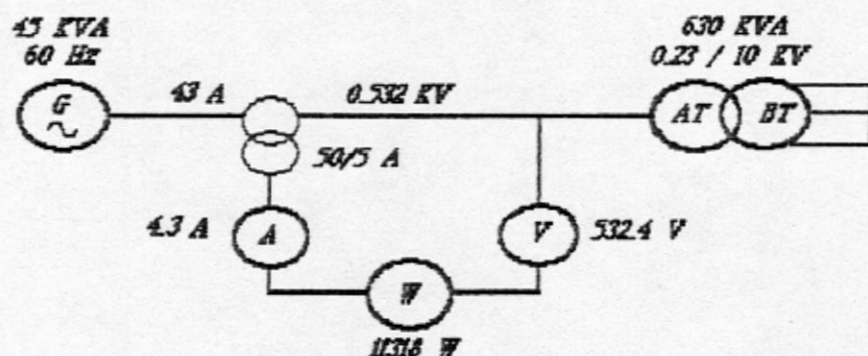 45 KVA
60 Hz
G
43 A
0.532 KV
630 KVA
0.23 / 10 KV
AT
BT
50/5 A
4.3 A
A
V
532.4 V
W
11318 W